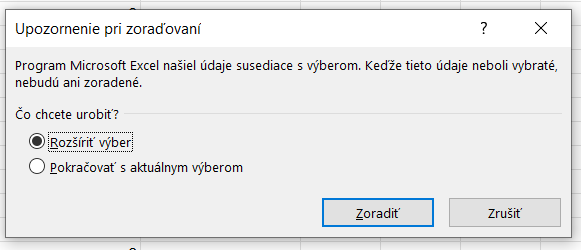 Upozornenie pri zoraďovaní
?
Program Microsoft Excel našiel údaje susediace s výberom. Keďže tieto údaje neboli vybraté,
nebudú ani zoradené.
Čo chcete urobiť?
Rozšíriť výber
Pokračovať s aktuálnym výberom
Zoradiť
Zrušiť